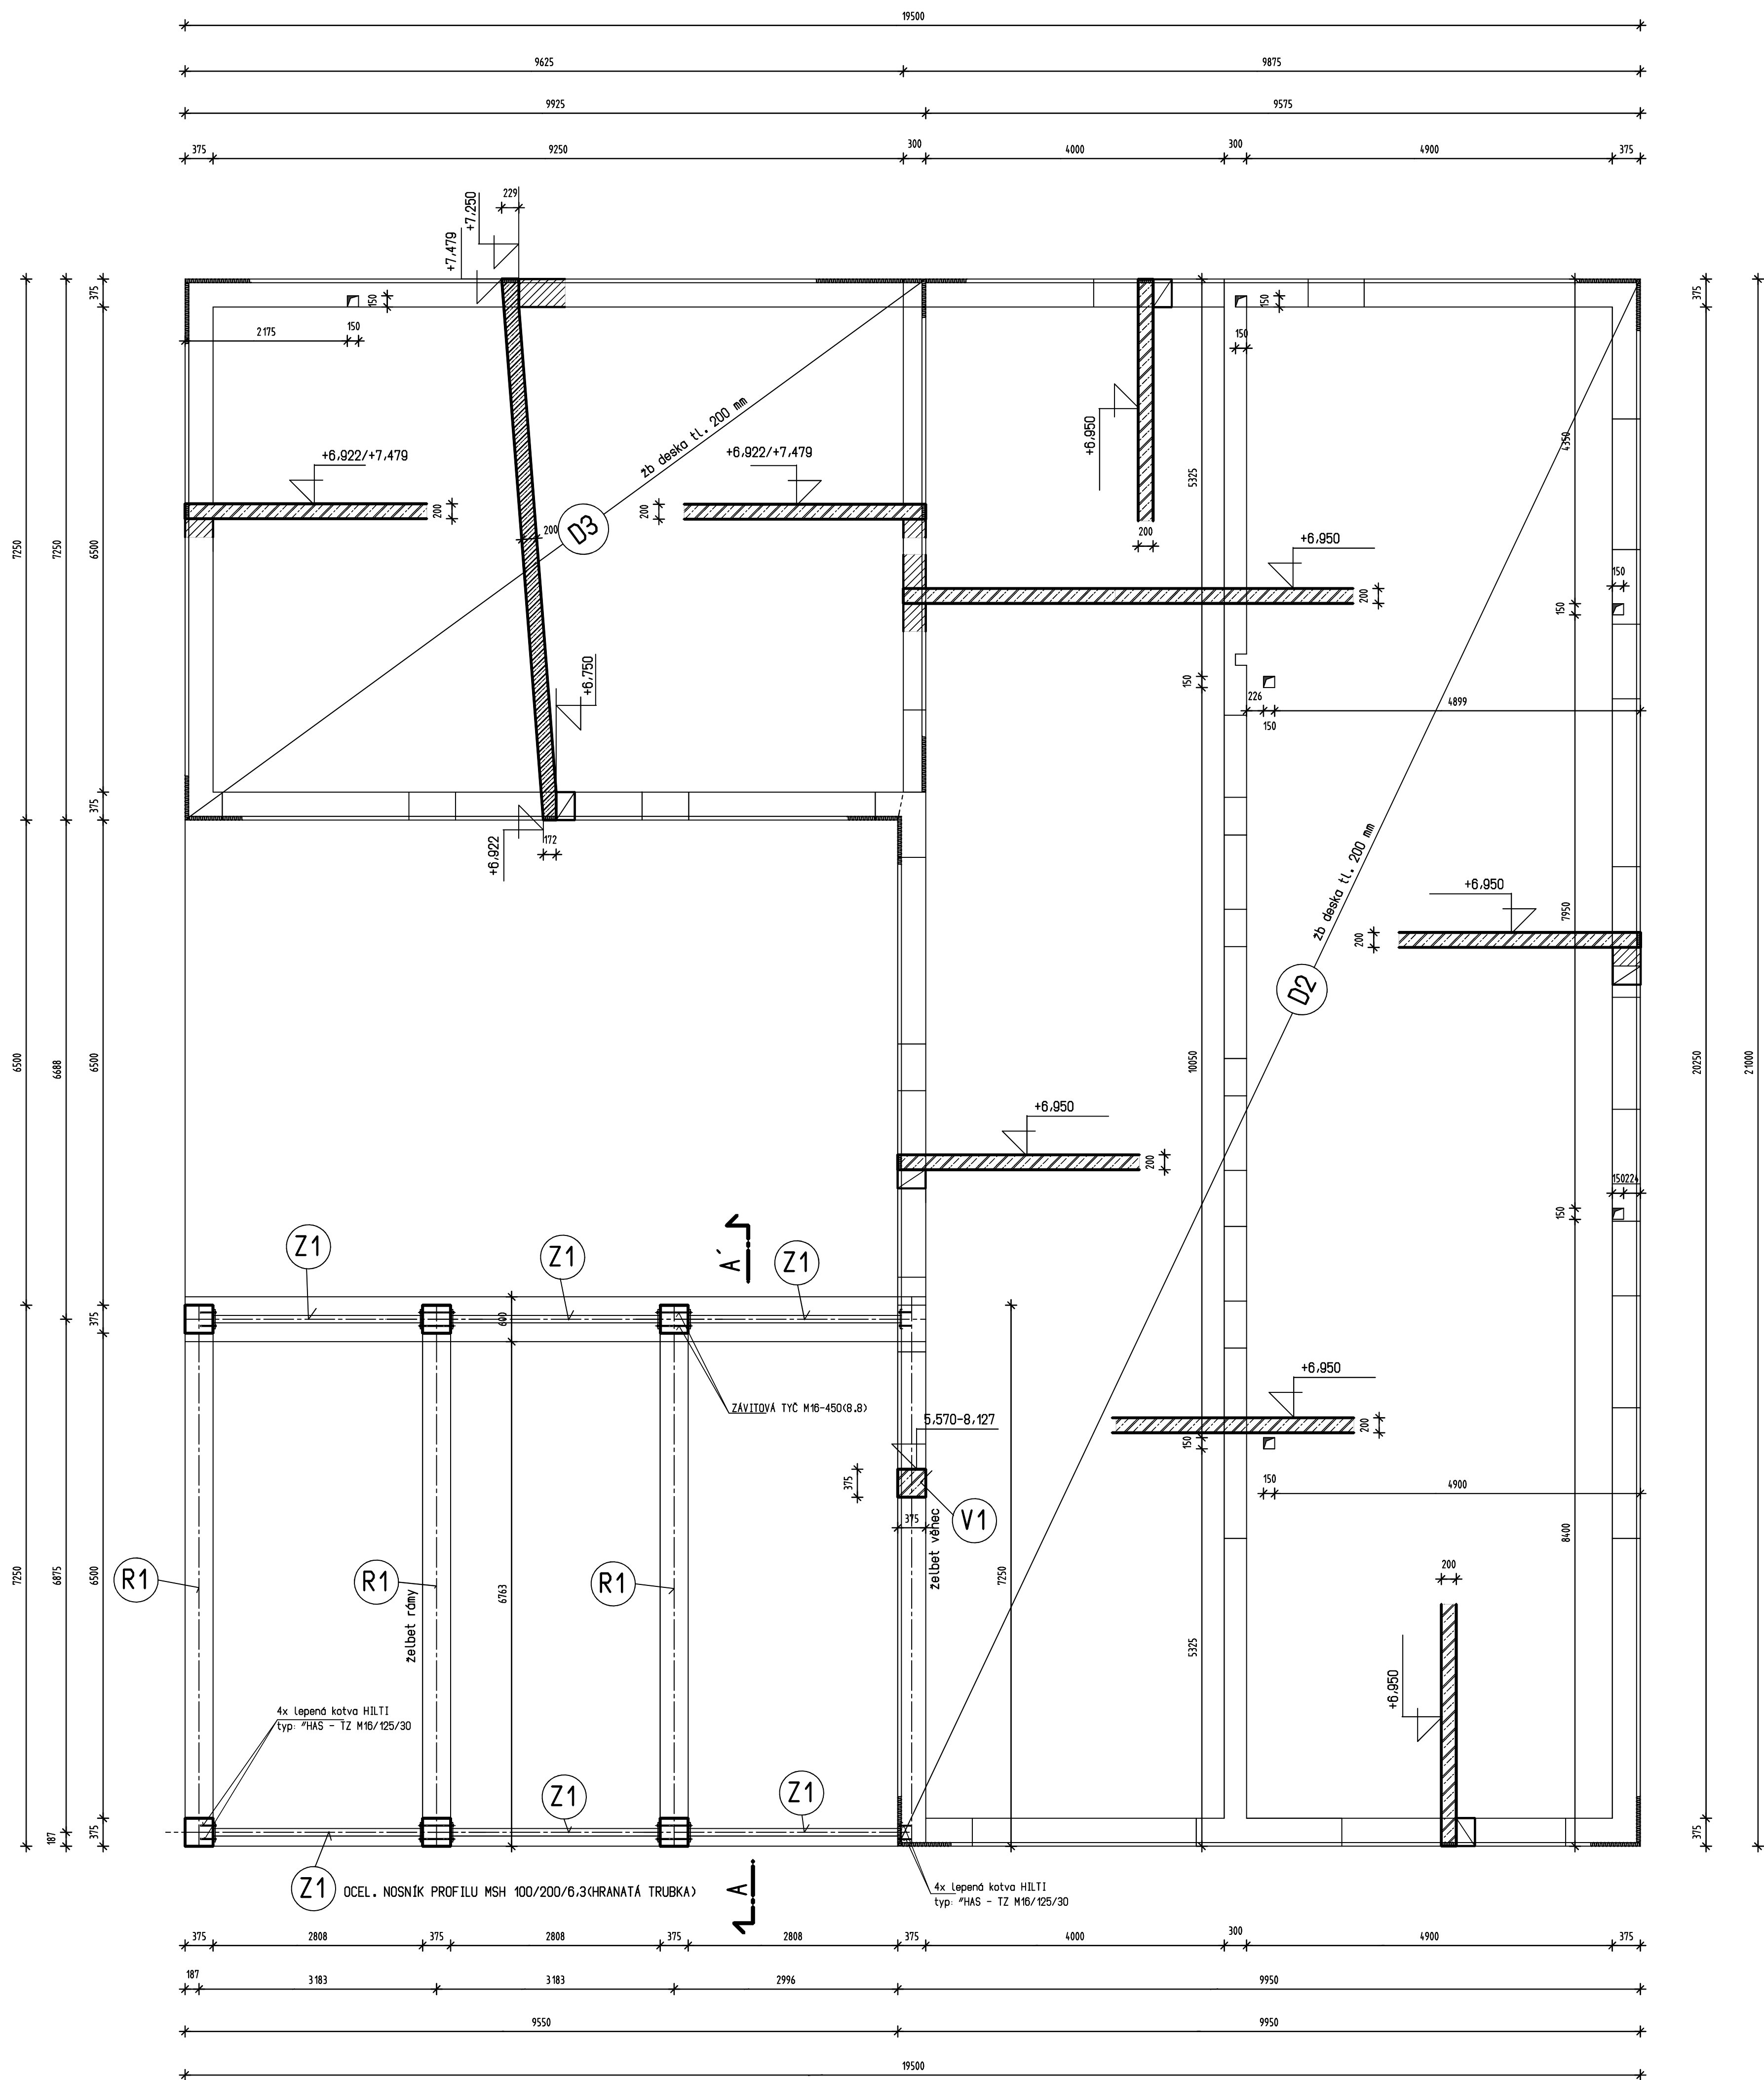 19500
9625 9875
9925 9575
375 9250 300 4000 300 4900 375
229
+7,250
+7,479
375
150
150
375
2175 150
150
+6,950
4350
5325
žb deska tl. 200 mm
+6,922/+7,479
+6,922/+7,479
200
200
200
D3
200
+6,950
7250
7250
6500
150
200
150
+6,750
150
226
4899
150
375
172
+6,922
žb deska tl. 200 mm
+6,950
7950
200
D2
6500
6688
6500
10050
20250
21000
+6,950
200
150224
150
A´
Z1
Z1
Z1
600
375
+6,950
ZÁVITOVÁ TYČ M16-450(8.8)
5,570-8,127
200
150
375
150
4900
375
V1
želbet věnec
8400
200
R1
R1
R1
želbet rámy
6763
7250
7250
6875
6500
5325
+6,950
4x lepená kotva HILTI
typ: "HAS - TZ M16/125/30
Z1
Z1
187
375
375
Z1 OCEL. NOSNÍK PROFILU MSH 100/200/6,3(HRANATÁ TRUBKA)
A
4x lepená kotva HILTI
typ: "HAS - TZ M16/125/30
375 2808 375 2808 375 2808 375 4000 300 4900 375
187 3183 3183 2996 9950
9550 9950
19500